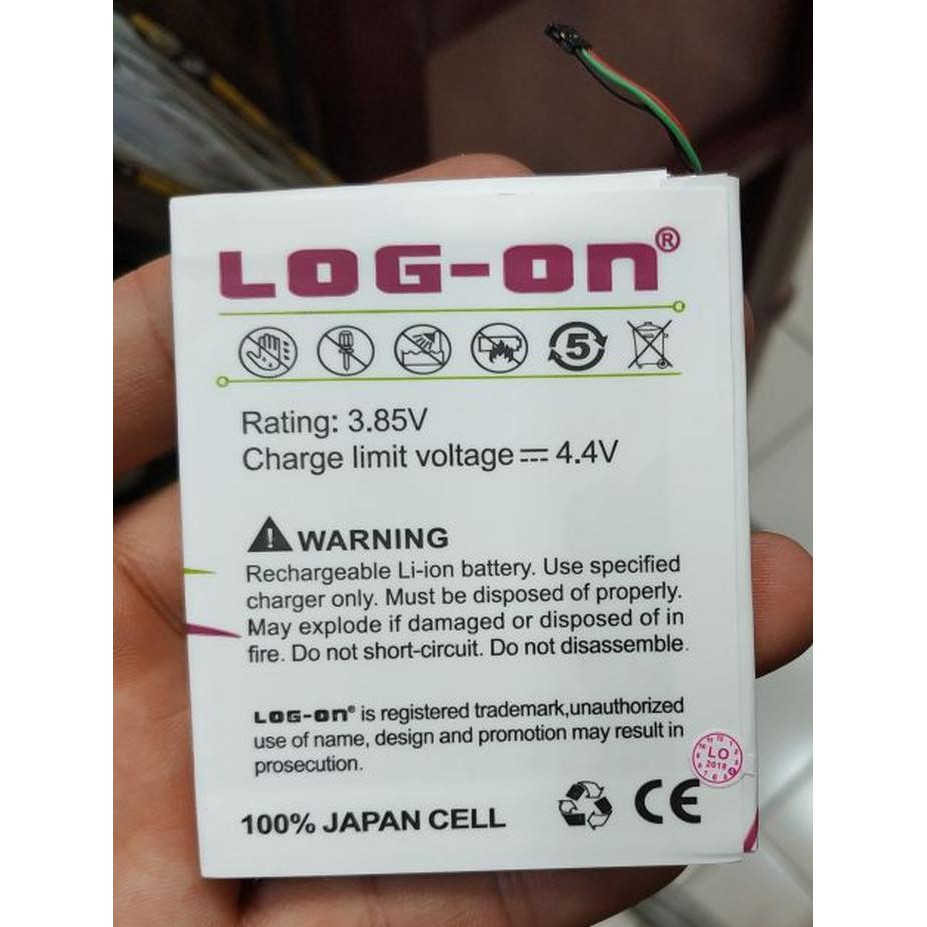 LOG-On®
5
Rating: 3.85V
Charge limit voltage ⎓ 4.4V
WARNING
Rechargeable Li-ion battery. Use specified
charger only. Must be disposed of properly.
May explode if damaged or disposed of in
fire. Do not short-circuit. Do not disassemble.
LOG-On® is registered trademark,unauthorized
use of name, design and promotion may result in
prosecution.
LO
2018
100% JAPAN CELL
CE